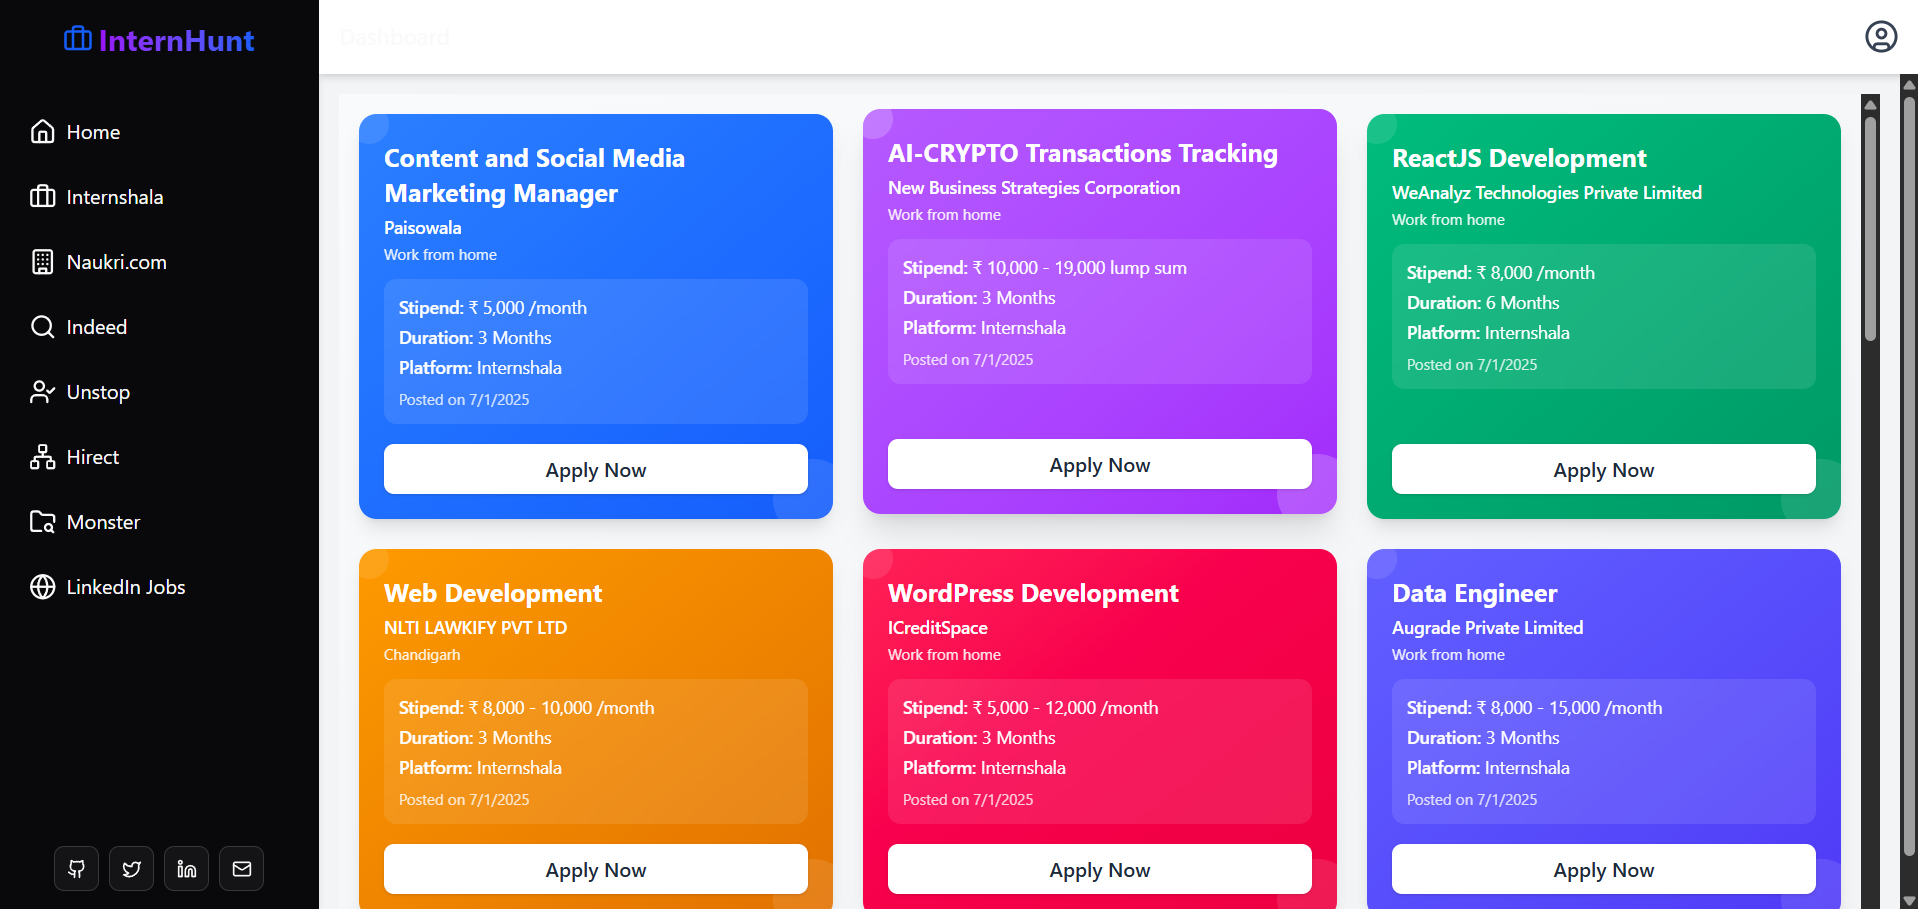 InternHunt
Home
Internshala
Naukri.com
Indeed
Unstop
Hirect
Monster
LinkedIn Jobs
Dashboard
Content and Social Media
Marketing Manager
Paisowala
Work from home
Stipend: ₹ 5,000 /month
Duration: 3 Months
Platform: Internshala
Posted on 7/1/2025
Apply Now
AI-CRYPTO Transactions Tracking
New Business Strategies Corporation
Work from home
Stipend: ₹ 10,000 - 19,000 lump sum
Duration: 3 Months
Platform: Internshala
Posted on 7/1/2025
Apply Now
ReactJS Development
WeAnalyz Technologies Private Limited
Work from home
Stipend: ₹ 8,000 /month
Duration: 6 Months
Platform: Internshala
Posted on 7/1/2025
Apply Now
Web Development
NLTI LAWKIFY PVT LTD
Chandigarh
Stipend: ₹ 8,000 - 10,000 /month
Duration: 3 Months
Platform: Internshala
Posted on 7/1/2025
Apply Now
WordPress Development
ICreditSpace
Work from home
Stipend: ₹ 5,000 - 12,000 /month
Duration: 3 Months
Platform: Internshala
Posted on 7/1/2025
Apply Now
Data Engineer
Augrade Private Limited
Work from home
Stipend: ₹ 8,000 - 15,000 /month
Duration: 3 Months
Platform: Internshala
Posted on 7/1/2025
Apply Now